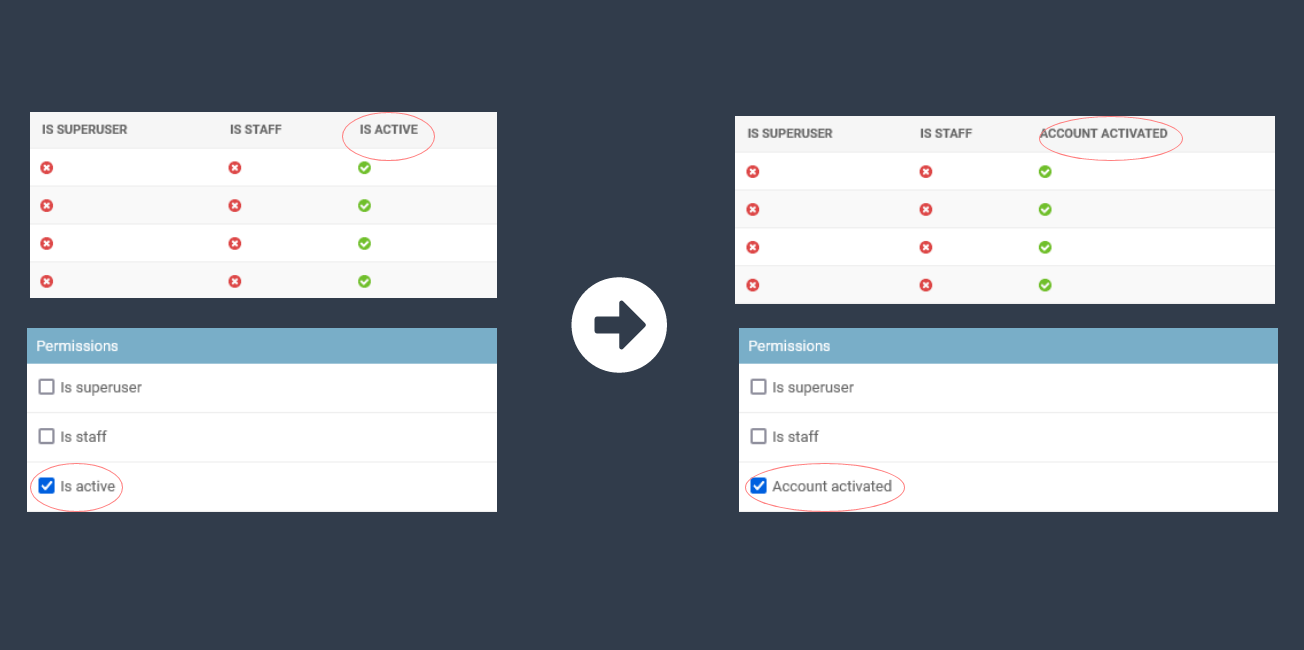 IS SUPERUSER IS STAFF IS ACTIVE
Permissions
Is superuser
Is staff
Is active
IS SUPERUSER IS STAFF ACCOUNT ACTIVATED
Permissions
Is superuser
Is staff
Account activated